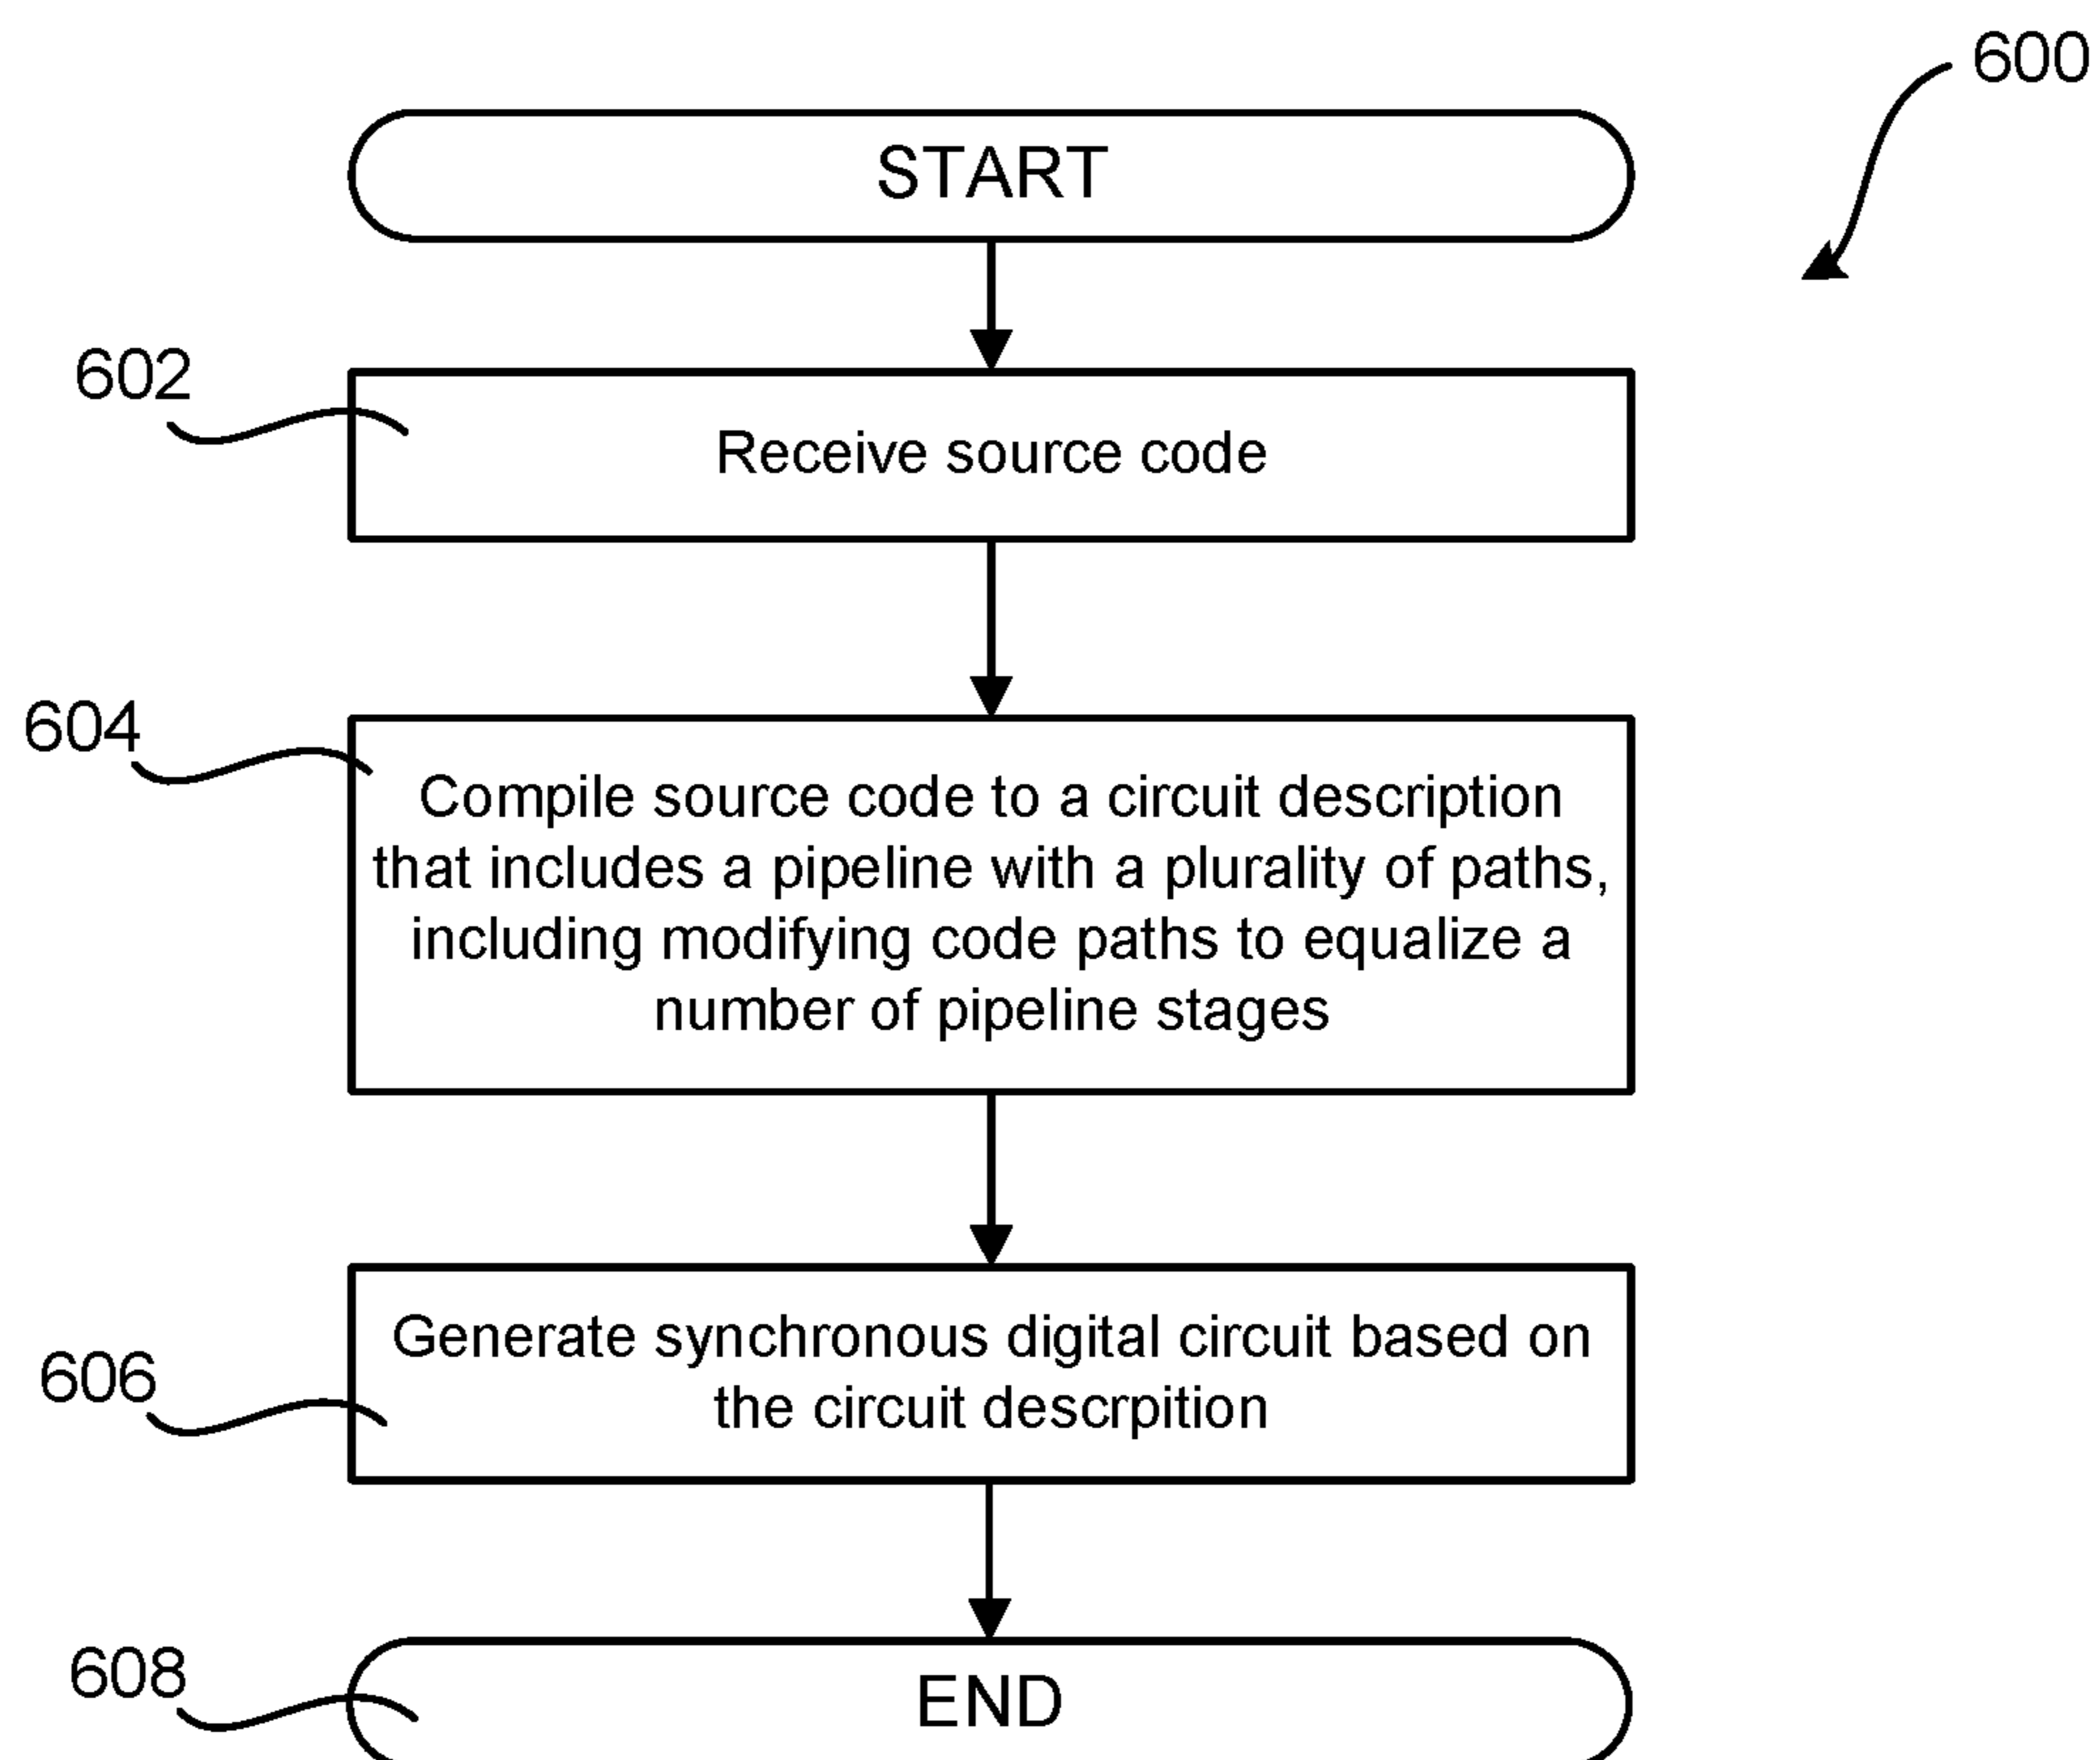 600
START
602
Receive source code
604
Compile source code to a circuit description
that includes a pipeline with a plurality of paths,
including modifying code paths to equalize a
number of pipeline stages
606
Generate synchronous digital circuit based on
the circuit descrpition
608
END